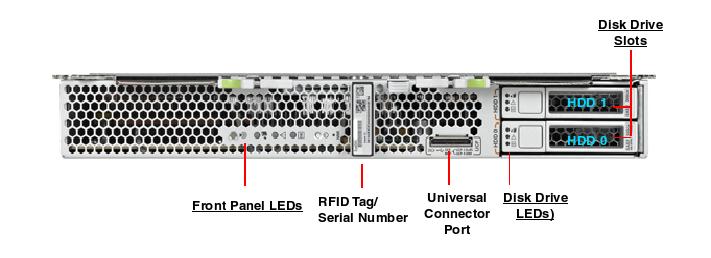 Disk Drive
Slots
HDD 1
HDD 0
Front Panel LEDs
RFID Tag/
Serial Number
Universal
Connector
Port
Disk Drive
LEDs)